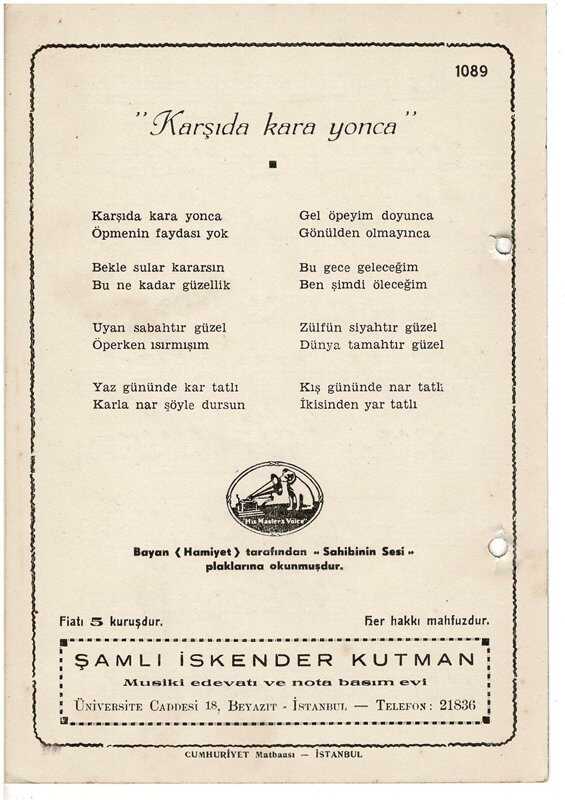 1089
"Karşıda kara yonca"
Karşıda kara yonca
Öpmenin faydası yok
Gel öpeyim doyunca
Gönülden olmayınca
Bekle sular kararsın
Bu ne kadar güzellik
Bu gece geleceğim
Ben şimdi öleceğim
Uyan sabahtır güzel
Öperken ısırmışım
Zülfün siyahtır güzel
Dünya tamahtır güzel
Yaz gününde kar tatlı
Karla nar şöyle dursun
Kış gününde nar tatlı
İkisinden yar tatlı
"His Master's Voice"
Bayan (Hamiyet) tarafından «Sahibinin Sesi»
plaklarına okunmuşdur.
Fiatı 5 kuruşdur.
Her hakkı mahfuzdur.
ŞAMLI İSKENDER KUTMAN
Musiki edevatı ve nota basım evi
ÜNİVERSİTE CADDESİ 18, BEYAZIT - İSTANBUL — TELEFON: 21836
CUMHURİYET Matbaası — İSTANBUL